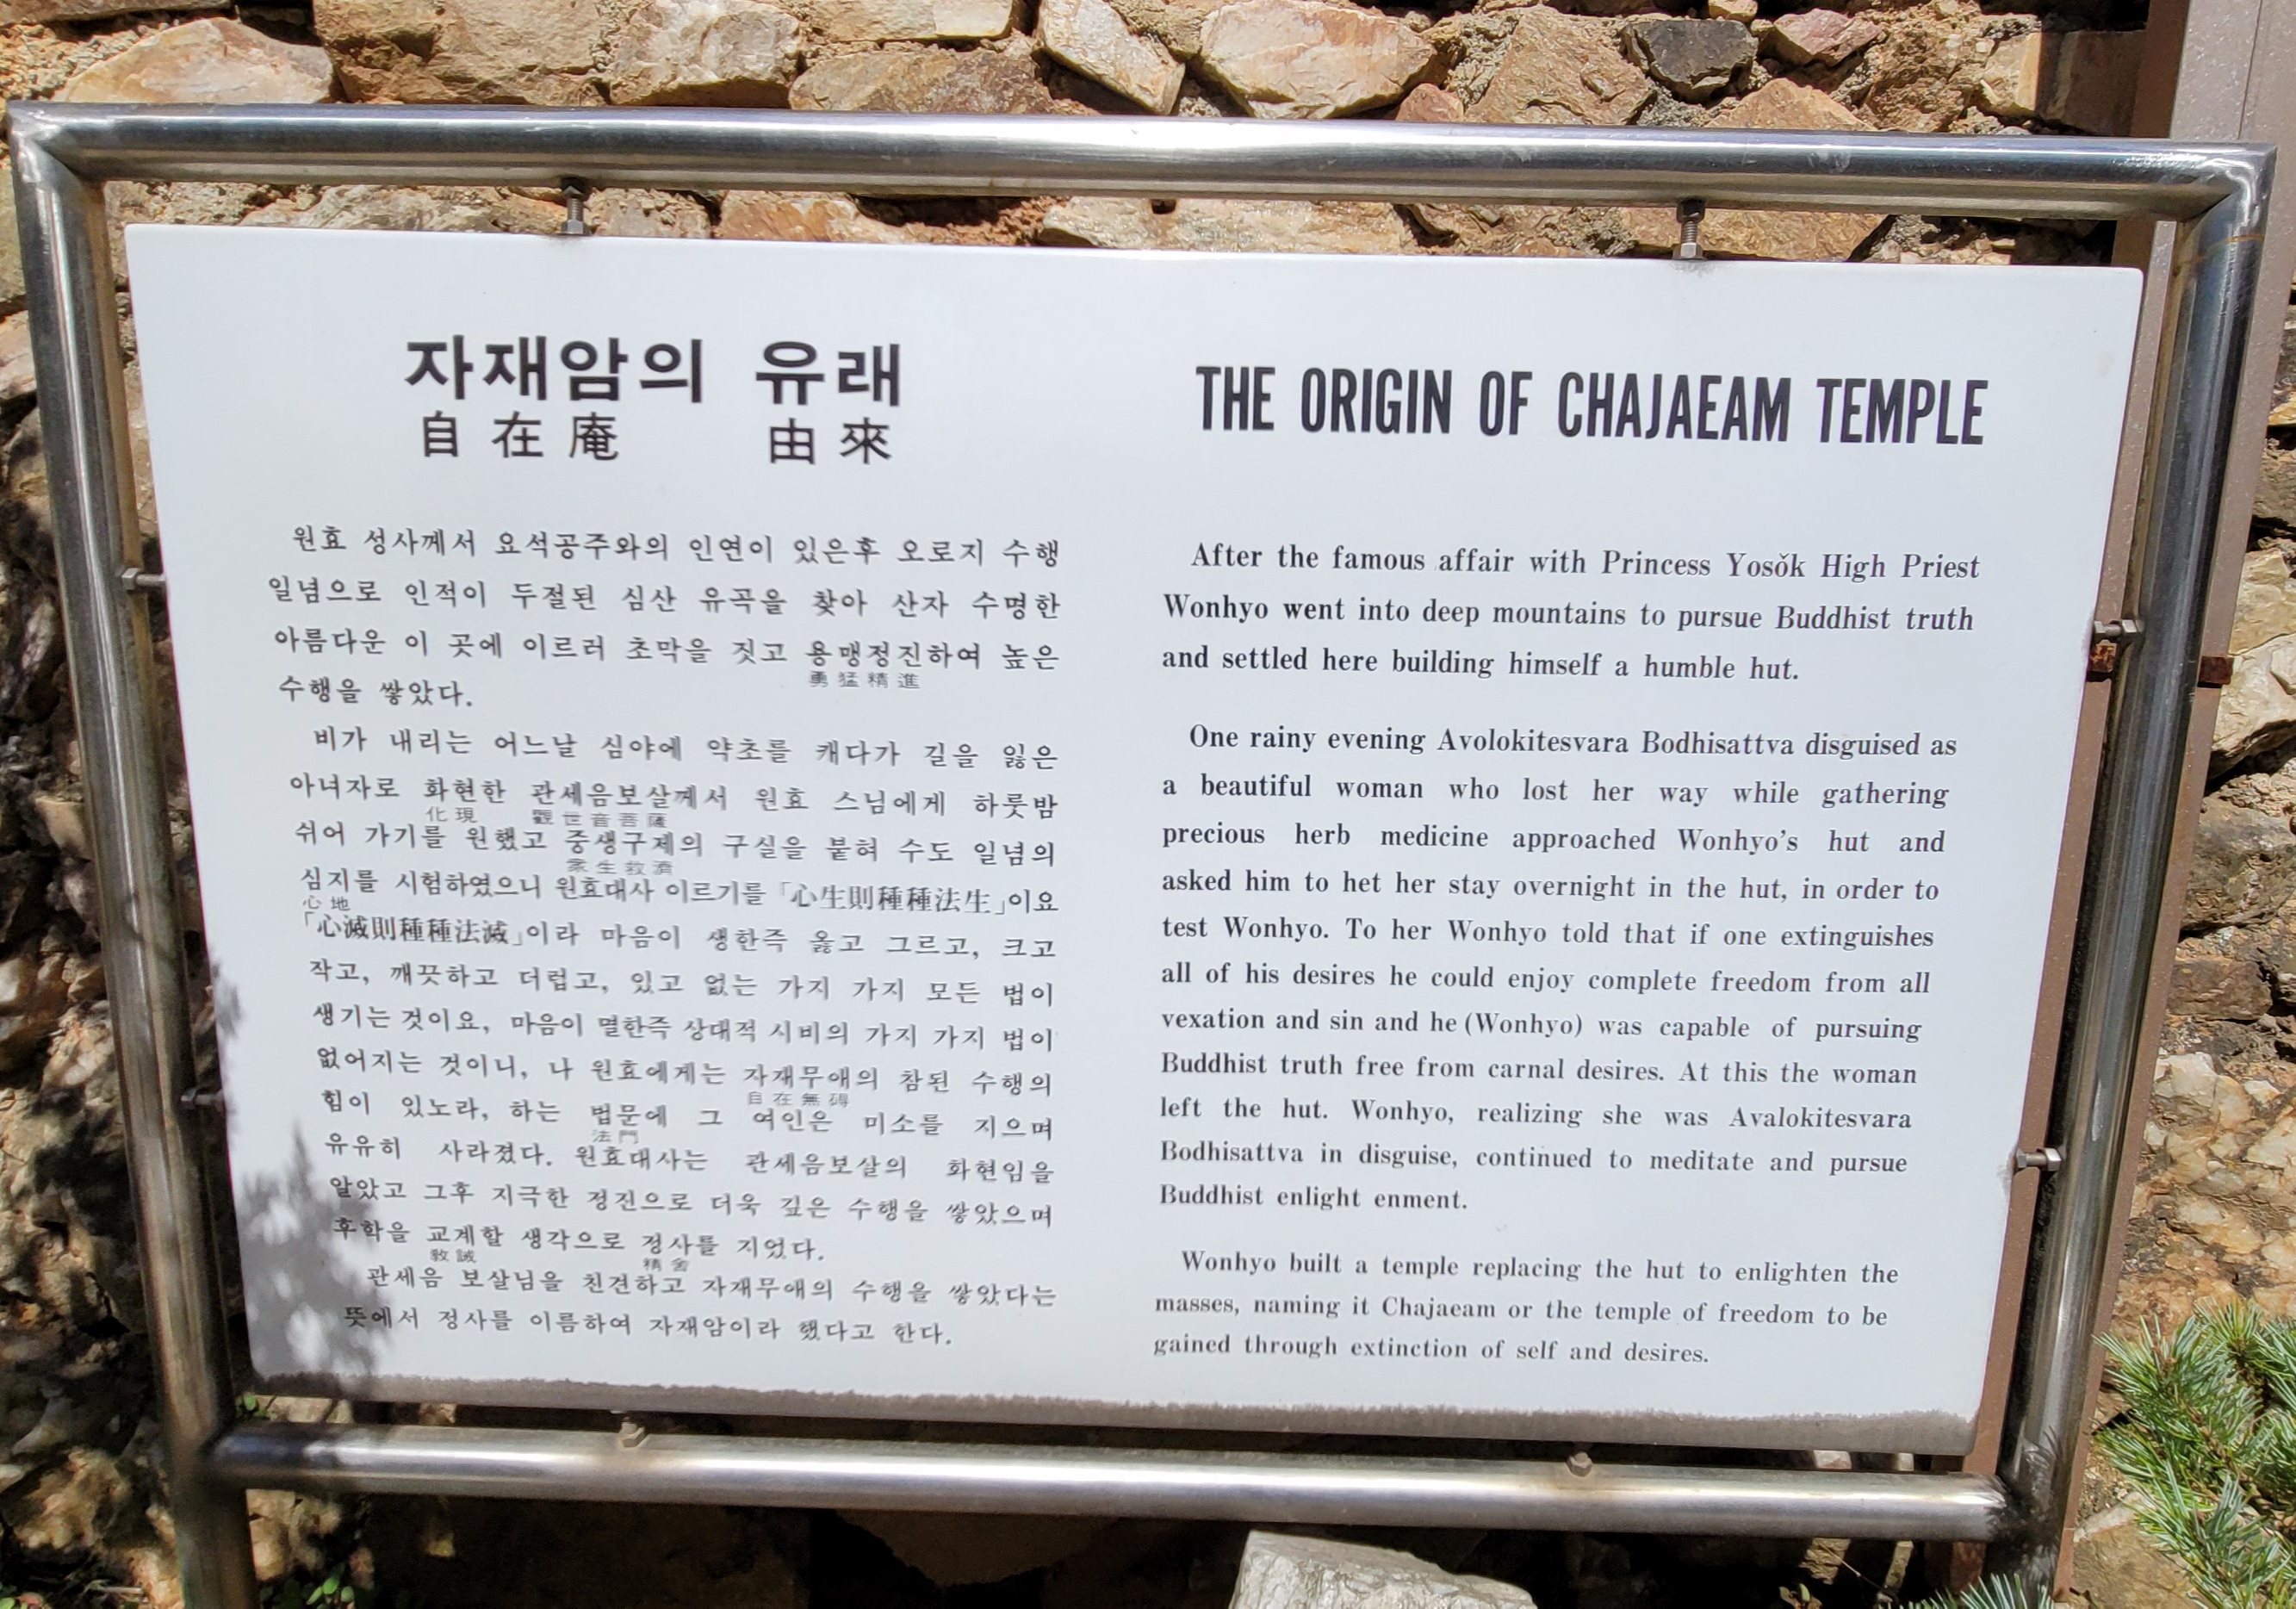 자재암의 유래
自在庵 由來
원효 성사께서 요석공주와의 인연이 있은후 오로지 수행
일념으로 인적이 두절된 심산 유곡을 찾아 산자 수명한
아름다운 이 곳에 이르러 초막을 짓고 용맹정진하여 높은
勇猛精進
수행을 쌓았다.
비가 내리는 어느날 심야에 약초를 캐다가 길을 잃은
아녀자로 화현한 관세음보살께서 원효 스님에게 하룻밤
化現 觀世音菩薩
쉬어 가기를 원했고 중생구제의 구실을 붙혀 수도 일념의
衆生救濟
심지를 시험하였으니 원효대사 이르기를 「心生則種種法生」이요
心地
「心滅則種種法滅」이라 마음이 생한즉 옳고 그르고, 크고
작고, 깨끗하고 더럽고, 있고 없는 가지 가지 모든 법이
생기는 것이요, 마음이 멸한즉 상대적 시비의 가지 가지 법이
없어지는 것이니, 나 원효에게는 자재무애의 참된 수행의
自在無碍
힘이 있노라, 하는 법문에 그 여인은 미소를 지으며
法門
유유히 사라졌다. 원효대사는 관세음보살의 화현임을
알았고 그후 지극한 정진으로 더욱 깊은 수행을 쌓았으며
후학을 교계할 생각으로 정사를 지었다.
教誡 精舍
관세음 보살님을 친견하고 자재무애의 수행을 쌓았다는
뜻에서 정사를 이름하여 자재암이라 했다고 한다.
THE ORIGIN OF CHAJAEAM TEMPLE
After the famous affair with Princess Yosŏk High Priest
Wonhyo went into deep mountains to pursue Buddhist truth
and settled here building himself a humble hut.
One rainy evening Avolokitesvara Bodhisattva disguised as
a beautiful woman who lost her way while gathering
precious herb medicine approached Wonhyo's hut and
asked him to het her stay overnight in the hut, in order to
test Wonhyo. To her Wonhyo told that if one extinguishes
all of his desires he could enjoy complete freedom from all
vexation and sin and he (Wonhyo) was capable of pursuing
Buddhist truth free from carnal desires. At this the woman
left the hut. Wonhyo, realizing she was Avalokitesvara
Bodhisattva in disguise, continued to meditate and pursue
Buddhist enlight enment.
Wonhyo built a temple replacing the hut to enlighten the
masses, naming it Chajaeam or the temple of freedom to be
gained through extinction of self and desires.